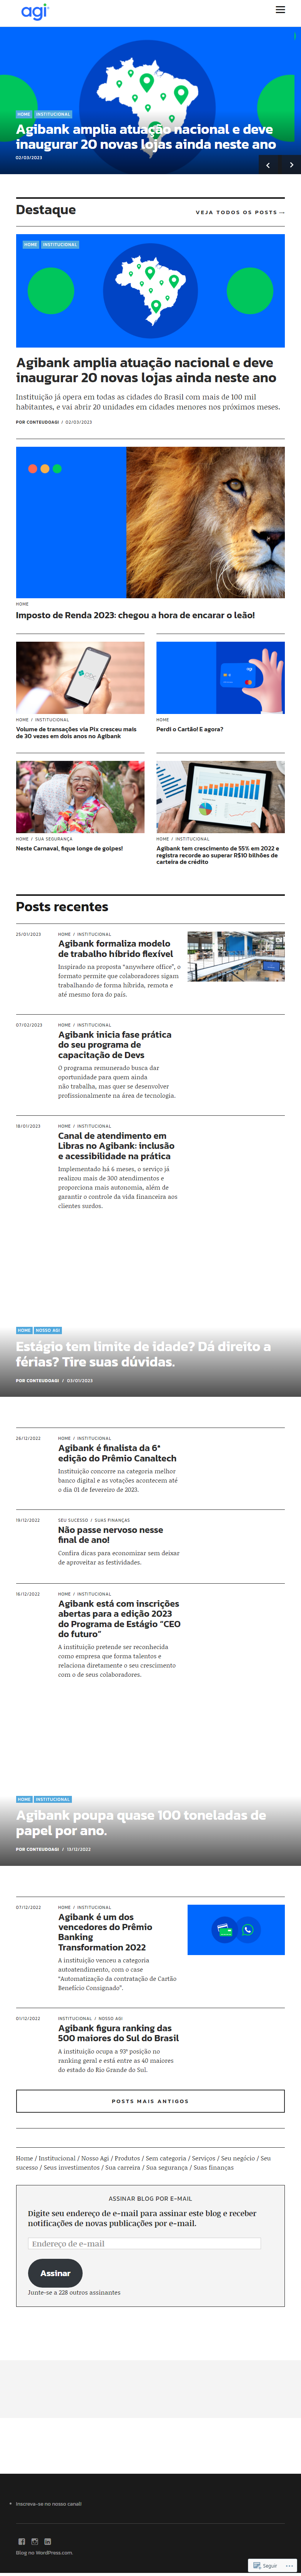 agi
HOME INSTITUCIONAL
Agibank amplia atuação nacional e deve
inaugurar 20 novas lojas ainda neste ano
02/03/2023
Destaque
VEJA TODOS OS POSTS →
HOME INSTITUCIONAL
Agibank amplia atuação nacional e deve
inaugurar 20 novas lojas ainda neste ano
Instituição já opera em todas as cidades do Brasil com mais de 100 mil
habitantes, e vai abrir 20 unidades em cidades menores nos próximos meses.
POR CONTEUDOAGI / 02/03/2023
HOME
Imposto de Renda 2023: chegou a hora de encarar o leão!
HOME / INSTITUCIONAL
Volume de transações via Pix cresceu mais
de 30 vezes em dois anos no Agibank
HOME
Perdi o Cartão! E agora?
HOME / SUA SEGURANÇA
Neste Carnaval, fique longe de golpes!
HOME / INSTITUCIONAL
Agibank tem crescimento de 55% em 2022 e
registra recorde ao superar R$10 bilhões de
carteira de crédito
Posts recentes
25/01/2023
HOME / INSTITUCIONAL
Agibank formaliza modelo
de trabalho híbrido flexível
Inspirado na proposta “anywhere office”, o
formato permite que colaboradores sigam
trabalhando de forma híbrida, remota e
até mesmo fora do país.
07/02/2023
HOME / INSTITUCIONAL
Agibank inicia fase prática
do seu programa de
capacitação de Devs
O programa remunerado busca dar
oportunidade para quem ainda
não trabalha, mas quer se desenvolver
profissionalmente na área de tecnologia.
18/01/2023
HOME / INSTITUCIONAL
Canal de atendimento em
Libras no Agibank: inclusão
e acessibilidade na prática
Implementado há 6 meses, o serviço já
realizou mais de 300 atendimentos e
proporciona mais autonomia, além de
garantir o controle da vida financeira aos
clientes surdos.
HOME NOSSO AGI
Estágio tem limite de idade? Dá direito a
férias? Tire suas dúvidas.
POR CONTEUDOAGI / 03/01/2023
26/12/2022
HOME / INSTITUCIONAL
Agibank é finalista da 6ª
edição do Prêmio Canaltech
Instituição concorre na categoria melhor
banco digital e as votações acontecem até
o dia 01 de fevereiro de 2023.
19/12/2022
SEU SUCESSO / SUAS FINANÇAS
Não passe nervoso nesse
final de ano!
Confira dicas para economizar sem deixar
de aproveitar as festividades.
16/12/2022
HOME / INSTITUCIONAL
Agibank está com inscrições
abertas para a edição 2023
do Programa de Estágio “CEO
do futuro”
A instituição pretende ser reconhecida
como empresa que forma talentos e
relaciona diretamente o seu crescimento
com o de seus colaboradores.
HOME INSTITUCIONAL
Agibank poupa quase 100 toneladas de
papel por ano.
POR CONTEUDOAGI / 13/12/2022
07/12/2022
HOME / INSTITUCIONAL
Agibank é um dos
vencedores do Prêmio
Banking
Transformation 2022
A instituição venceu a categoria
autoatendimento, com o case
“Automatização da contratação de Cartão
Benefício Consignado”.
01/12/2022
INSTITUCIONAL / NOSSO AGI
Agibank figura ranking das
500 maiores do Sul do Brasil
A instituição ocupa a 93ª posição no
ranking geral e está entre as 40 maiores
do estado do Rio Grande do Sul.
POSTS MAIS ANTIGOS
Home / Institucional / Nosso Agi / Produtos / Sem categoria / Serviços / Seu negócio / Seu
sucesso / Seus investimentos / Sua carreira / Sua segurança / Suas finanças
ASSINAR BLOG POR E-MAIL
Digite seu endereço de e-mail para assinar este blog e receber
notificações de novas publicações por e-mail.
Endereço de e-mail
Assinar
Junte-se a 228 outros assinantes
Inscreva-se no nosso canal!
Blog no WordPress.com.
Seguir